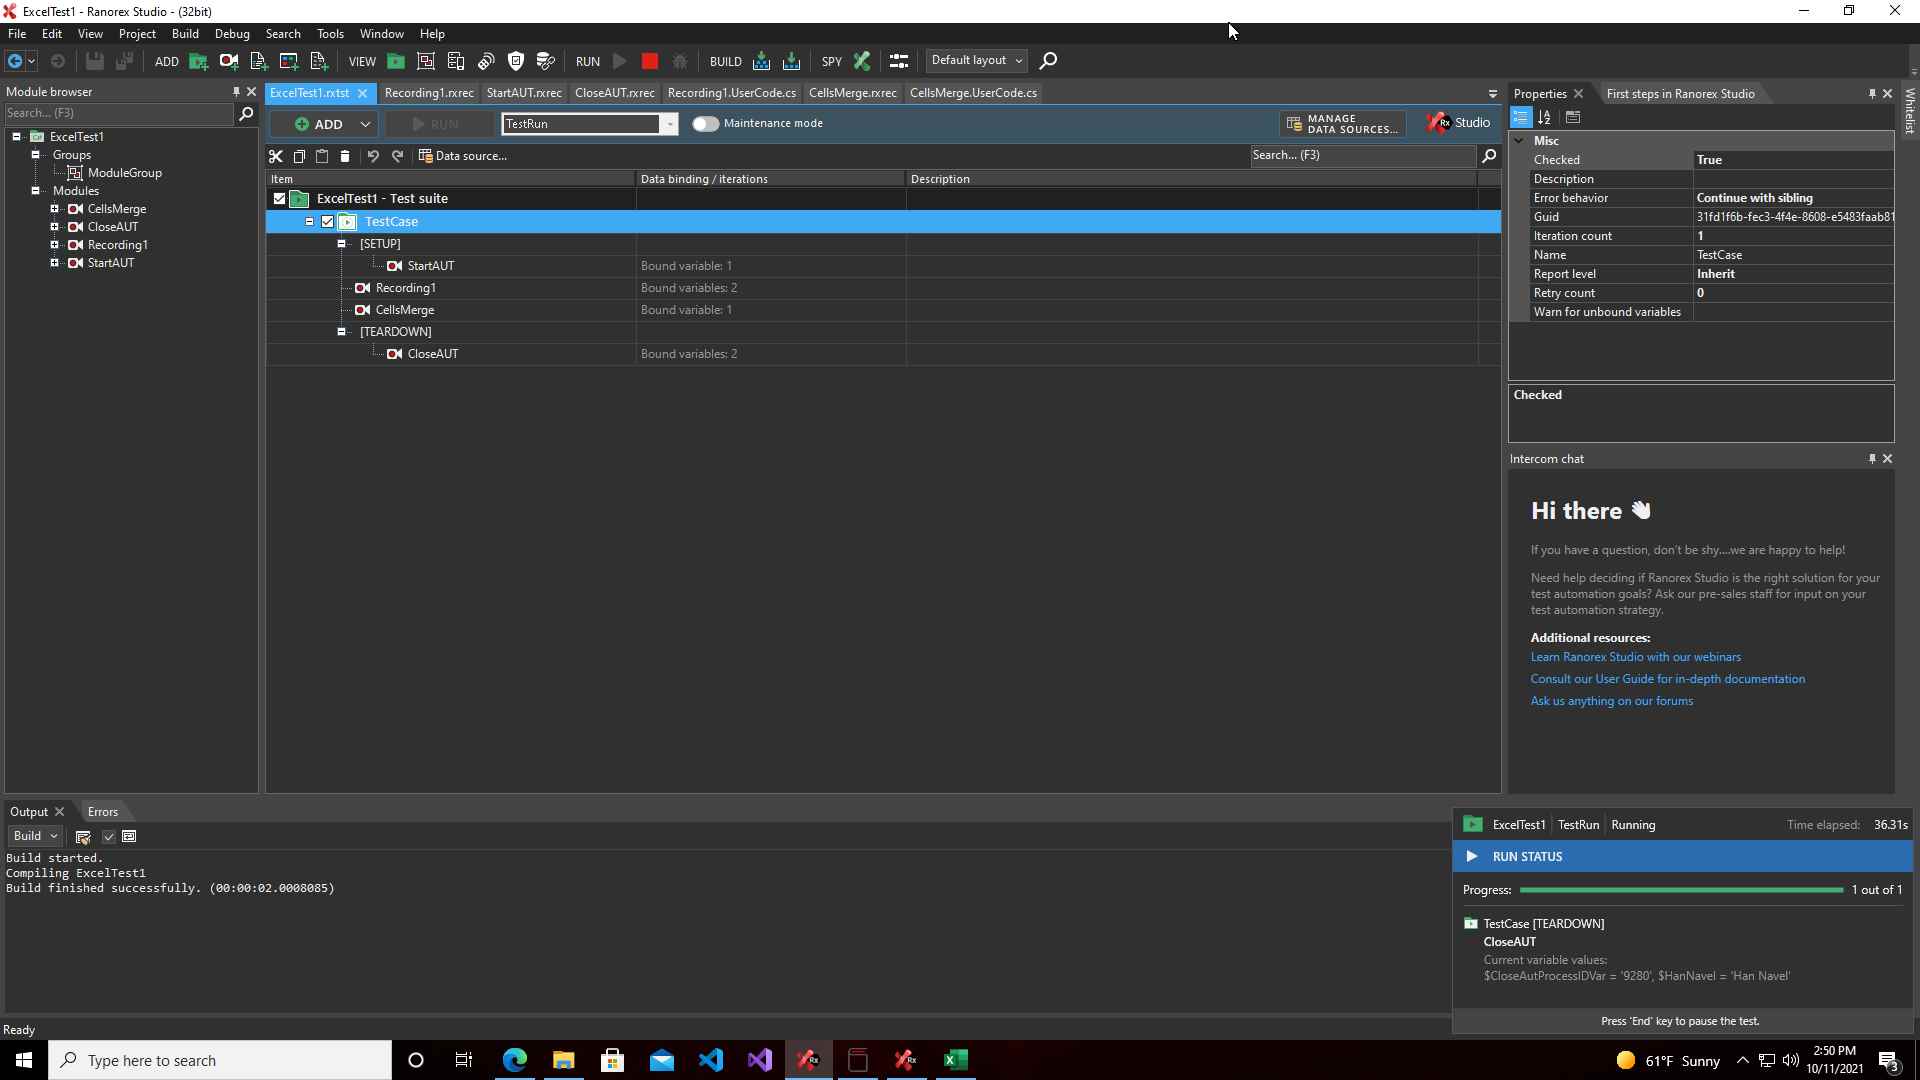 ExcelTest1 - Ranorex Studio - (32bit)
File Edit View Project Build Debug Search Tools Window Help
ADD VIEW RUN BUILD SPY Default layout
Module browser
Search... (F3)
ExcelTest1
Groups
ModuleGroup
Modules
CellsMerge
CloseAUT
Recording1
StartAUT
ExcelTest1.rxtst Recording1.rxrec StartAUT.rxrec CloseAUT.rxrec Recording1.UserCode.cs CellsMerge.rxrec CellsMerge.UserCode.cs
ADD RUN TestRun Maintenance mode MANAGE DATA SOURCES... Rx Studio
Data source... Search... (F3)
Item Data binding / iterations Description
ExcelTest1 - Test suite
TestCase
[SETUP]
StartAUT Bound variable: 1
Recording1 Bound variables: 2
CellsMerge Bound variable: 1
[TEARDOWN]
CloseAUT Bound variables: 2
Properties First steps in Ranorex Studio
Whitelist
Misc
Checked True
Description
Error behavior Continue with sibling
Guid 31fd1f6b-fec3-4f4e-8608-e5483faab81
Iteration count 1
Name TestCase
Report level Inherit
Retry count 0
Warn for unbound variables
Checked
Intercom chat
Hi there
If you have a question, don't be shy....we are happy to help!
Need help deciding if Ranorex Studio is the right solution for your
test automation goals? Ask our pre-sales staff for input on your
test automation strategy.
Additional resources:
Learn Ranorex Studio with our webinars
Consult our User Guide for in-depth documentation
Ask us anything on our forums
Output Errors
Build
Build started.
Compiling ExcelTest1
Build finished successfully. (00:00:02.0008085)
ExcelTest1 TestRun Running Time elapsed: 36.31s
RUN STATUS
Progress: 1 out of 1
TestCase [TEARDOWN]
CloseAUT
Current variable values:
$CloseAutProcessIDVar = '9280', $HanNavel = 'Han Navel'
Press 'End' key to pause the test.
Ready
Type here to search
61°F Sunny
2:50 PM
10/11/2021
3